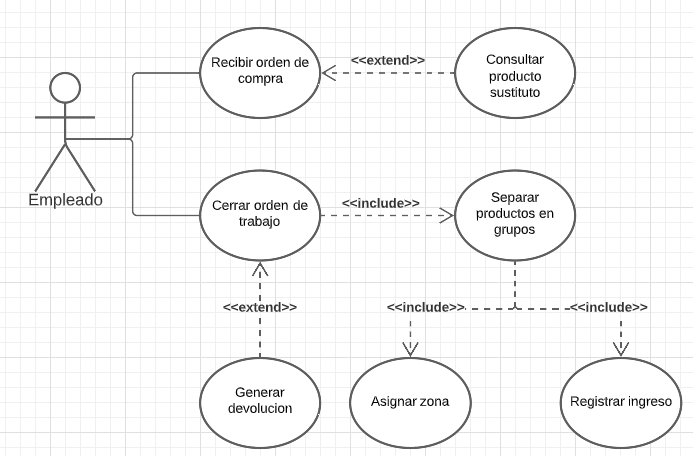 Recibir orden de
compra
<<extend>>
Consultar
producto
sustituto
Empleado
Cerrar orden de
trabajo
<<include>>
Separar
productos en
grupos
<<extend>>
<<include>>
<<include>>
Generar
devolucion
Asignar zona
Registrar ingreso